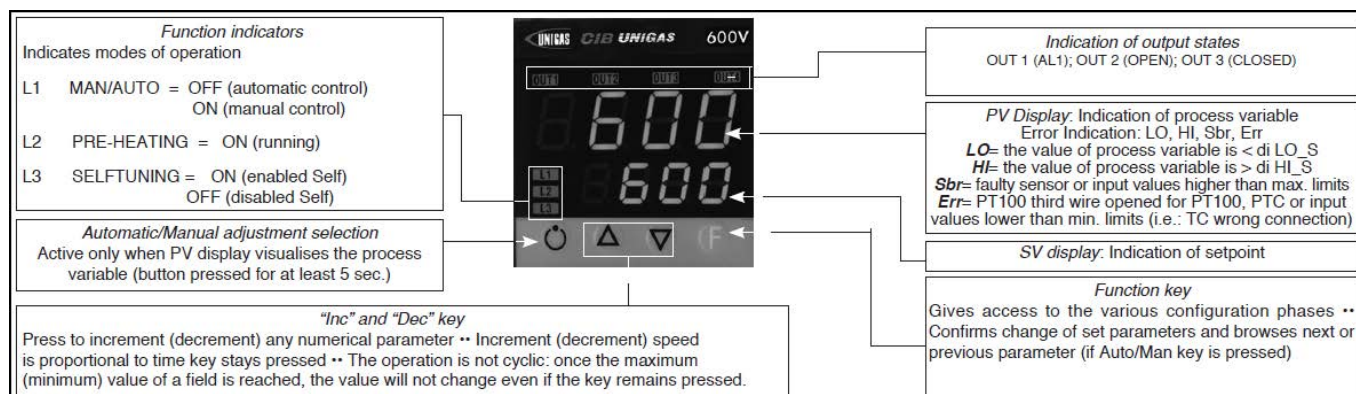 Function indicators
Indicates modes of operation
L1 MAN/AUTO = OFF (automatic control)
ON (manual control)
L2 PRE-HEATING = ON (running)
L3 SELFTUNING = ON (enabled Self)
OFF (disabled Self)
Automatic/Manual adjustment selection
Active only when PV display visualises the process
variable (button pressed for at least 5 sec.)
"Inc" and "Dec" key
Press to increment (decrement) any numerical parameter •• Increment (decrement) speed
is proportional to time key stays pressed •• The operation is not cyclic: once the maximum
(minimum) value of a field is reached, the value will not change even if the key remains pressed.
UNIGAS CIB UNIGAS 600V
OUT1 OUT2 OUT3 OUT4
600
600
L1
L2
L3
F
Indication of output states
OUT 1 (AL1); OUT 2 (OPEN); OUT 3 (CLOSED)
PV Display: Indication of process variable
Error Indication: LO, HI, Sbr, Err
LO= the value of process variable is < di LO_S
HI= the value of process variable is > di HI_S
Sbr= faulty sensor or input values higher than max. limits
Err= PT100 third wire opened for PT100, PTC or input
values lower than min. limits (i.e.: TC wrong connection)
SV display: Indication of setpoint
Function key
Gives access to the various configuration phases ••
Confirms change of set parameters and browses next or
previous parameter (if Auto/Man key is pressed)